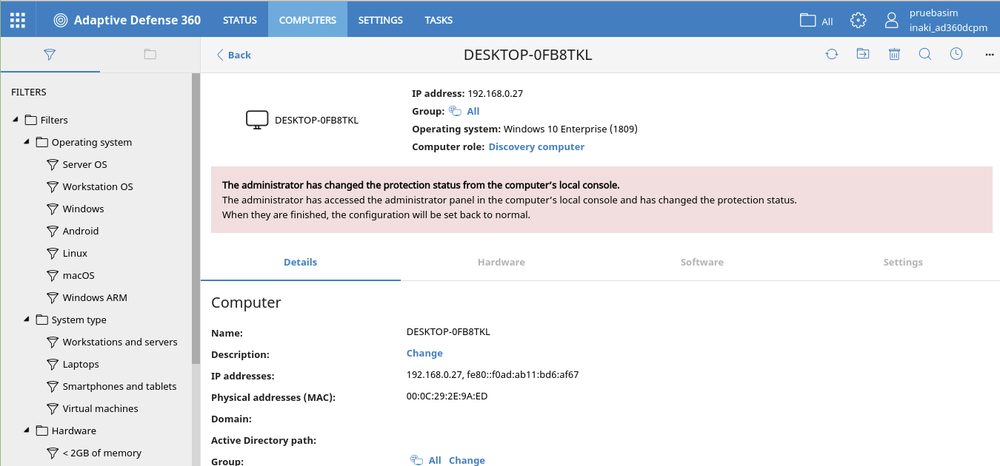 Adaptive Defense 360 STATUS COMPUTERS SETTINGS TASKS All pruebasim
inaki_ad360dcpm
Back DESKTOP-0FB8TKL ...
FILTERS
Filters
Operating system
Server OS
Workstation OS
Windows
Android
Linux
macOS
Windows ARM
System type
Workstations and servers
Laptops
Smartphones and tablets
Virtual machines
Hardware
< 2GB of memory
DESKTOP-0FB8TKL
IP address: 192.168.0.27
Group: All
Operating system: Windows 10 Enterprise (1809)
Computer role: Discovery computer
The administrator has changed the protection status from the computer’s local console.
The administrator has accessed the administrator panel in the computer’s local console and has changed the protection status.
When they are finished, the configuration will be set back to normal.
Details Hardware Software Settings
Computer
Name: DESKTOP-0FB8TKL
Description: Change
IP addresses: 192.168.0.27, fe80::f0ad:ab11:bd6:af67
Physical addresses (MAC): 00:0C:29:2E:9A:ED
Domain:
Active Directory path:
Group: All Change